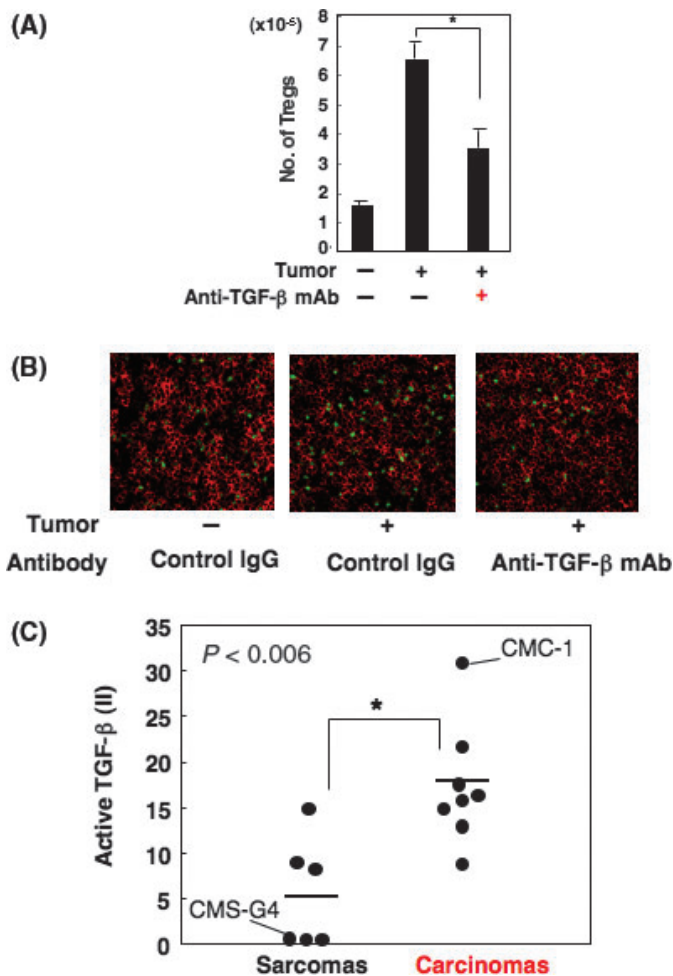 (A)
(x10-5)
8
7
6
5
4
3
2
1
0
No. of Tregs
*
Tumor − + +
Anti-TGF-β mAb − − +
(B)
Tumor − + +
Antibody Control IgG Control IgG Anti-TGF-β mAb
(C)
35
30
25
20
15
10
5
0
Active TGF-β (II)
P < 0.006
CMC-1
*
CMS-G4
Sarcomas Carcinomas